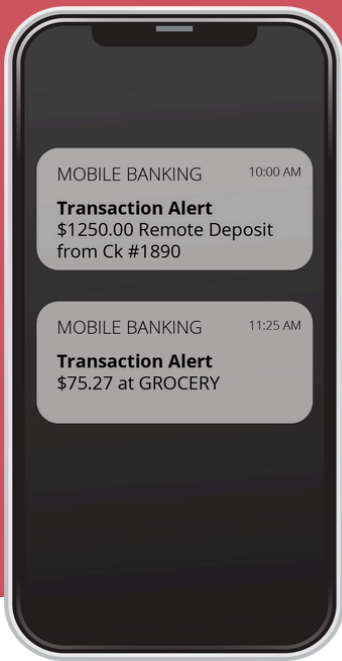 MOBILE BANKING 10:00 AM
Transaction Alert
$1250.00 Remote Deposit
from Ck #1890
MOBILE BANKING 11:25 AM
Transaction Alert
$75.27 at GROCERY